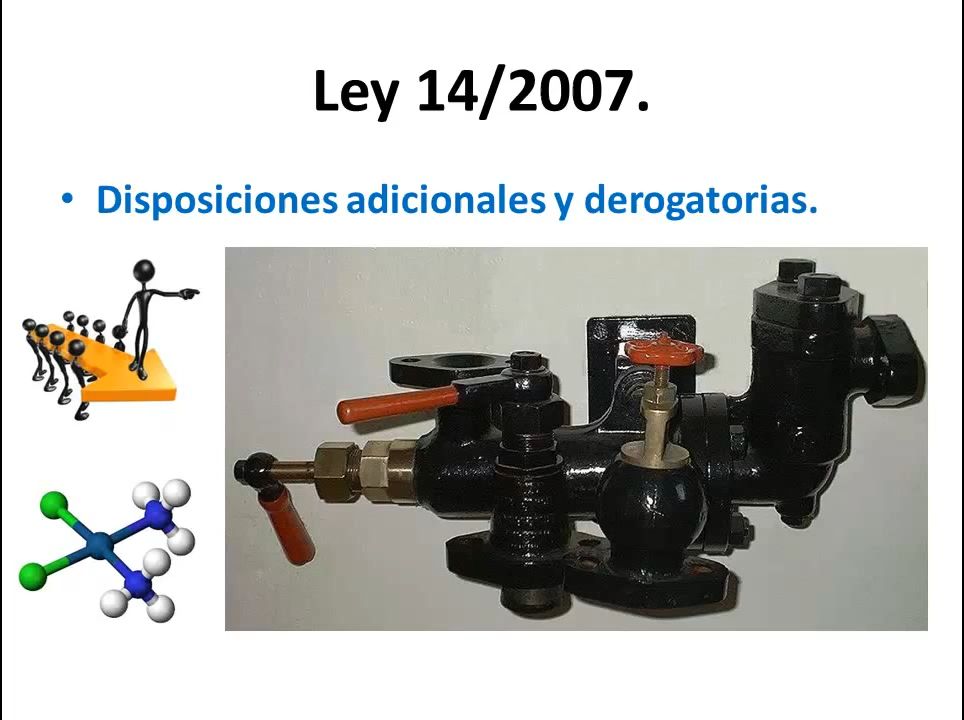 Ley 14/2007.
• Disposiciones adicionales y derogatorias.